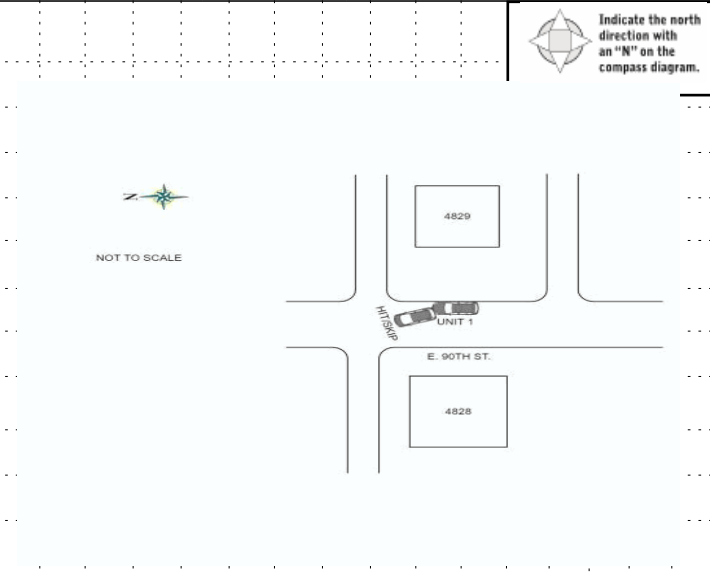 Indicate the north
direction with
an “N” on the
compass diagram.
N
4829
NOT TO SCALE
HIT/SKIP
UNIT 1
E. 90TH ST.
4828